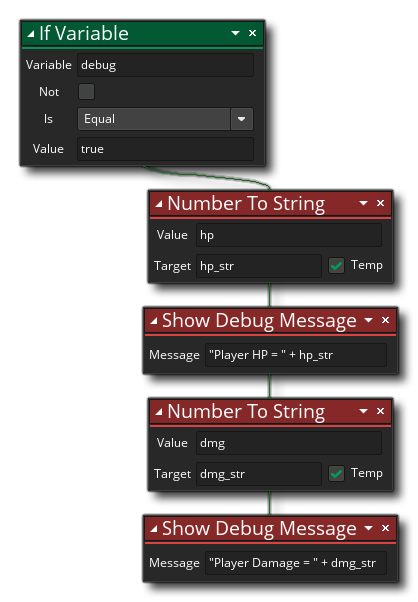 If Variable
Variable debug
Not
Is Equal
Value true
Number To String
Value hp
Target hp_str Temp
Show Debug Message
Message "Player HP = " + hp_str
Number To String
Value dmg
Target dmg_str Temp
Show Debug Message
Message "Player Damage = " + dmg_str